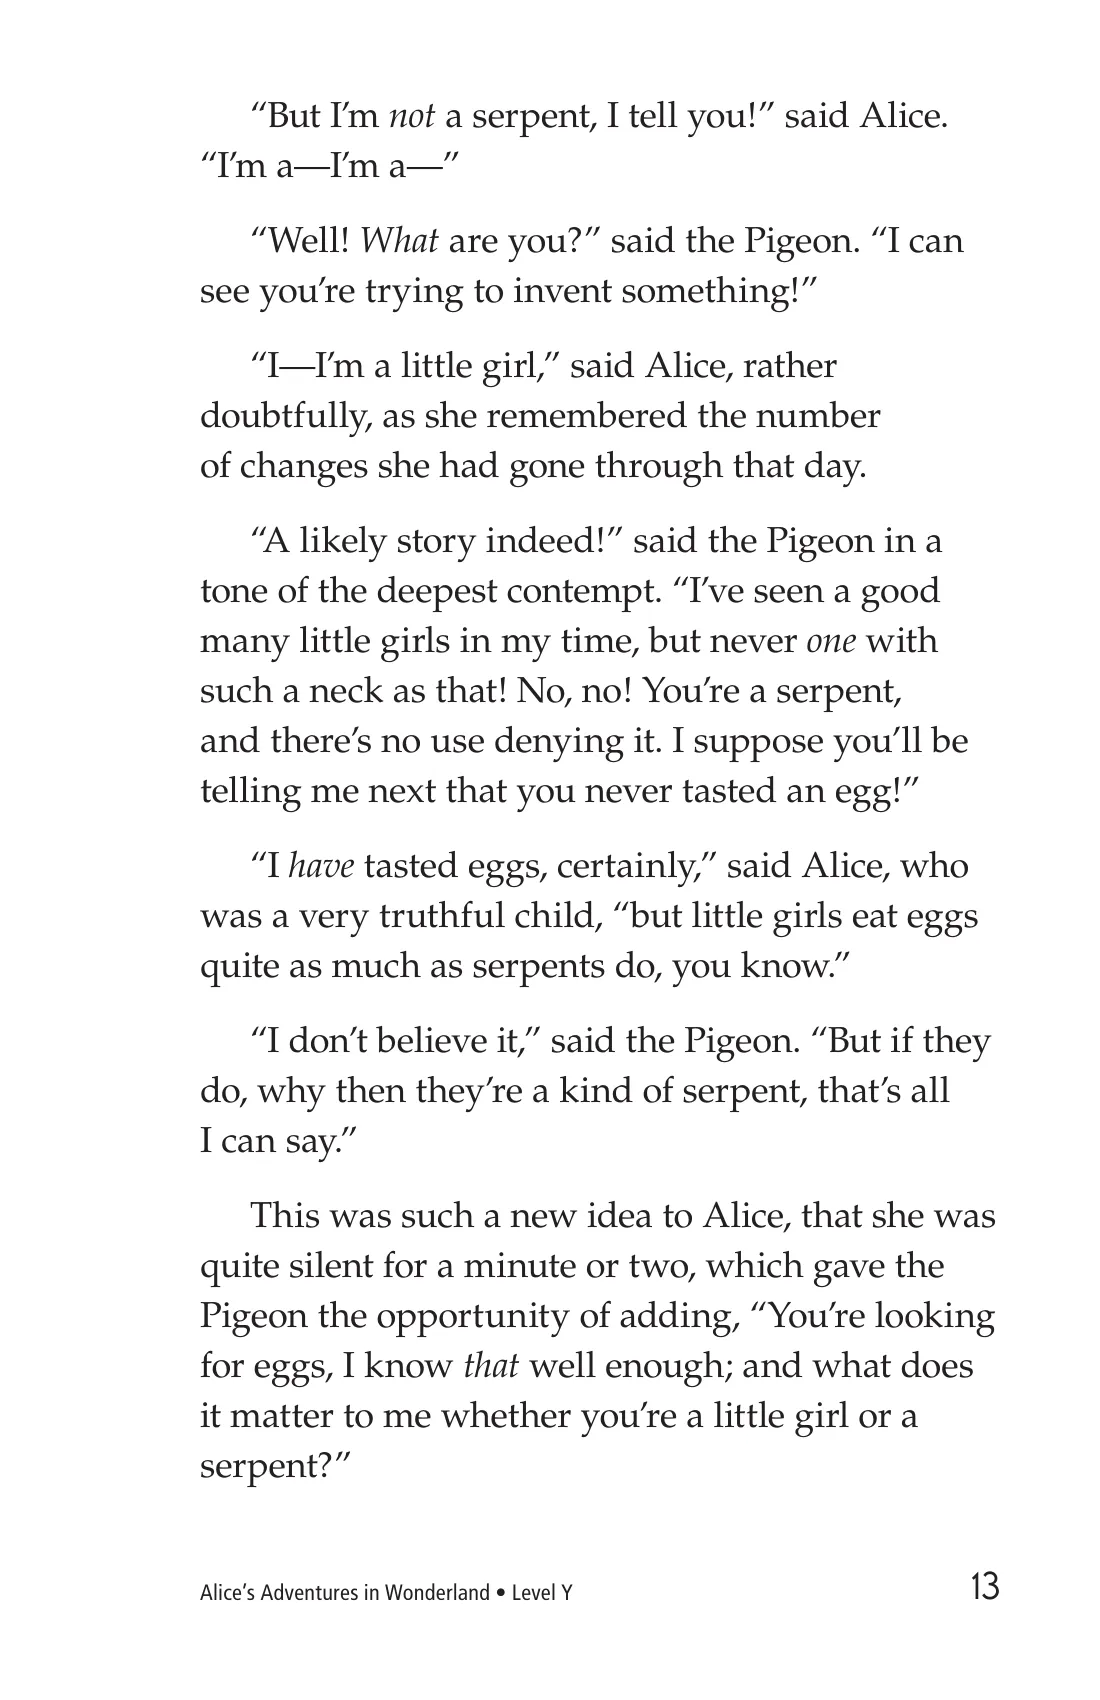 “But I’m not a serpent, I tell you!” said Alice.
“I’m a—I’m a—”
“Well! What are you?” said the Pigeon. “I can
see you’re trying to invent something!”
“I—I’m a little girl,” said Alice, rather
doubtfully, as she remembered the number
of changes she had gone through that day.
“A likely story indeed!” said the Pigeon in a
tone of the deepest contempt. “I’ve seen a good
many little girls in my time, but never one with
such a neck as that! No, no! You’re a serpent,
and there’s no use denying it. I suppose you’ll be
telling me next that you never tasted an egg!”
“I have tasted eggs, certainly,” said Alice, who
was a very truthful child, “but little girls eat eggs
quite as much as serpents do, you know.”
“I don’t believe it,” said the Pigeon. “But if they
do, why then they’re a kind of serpent, that’s all
I can say.”
This was such a new idea to Alice, that she was
quite silent for a minute or two, which gave the
Pigeon the opportunity of adding, “You’re looking
for eggs, I know that well enough; and what does
it matter to me whether you’re a little girl or a
serpent?”
Alice’s Adventures in Wonderland • Level Y
13